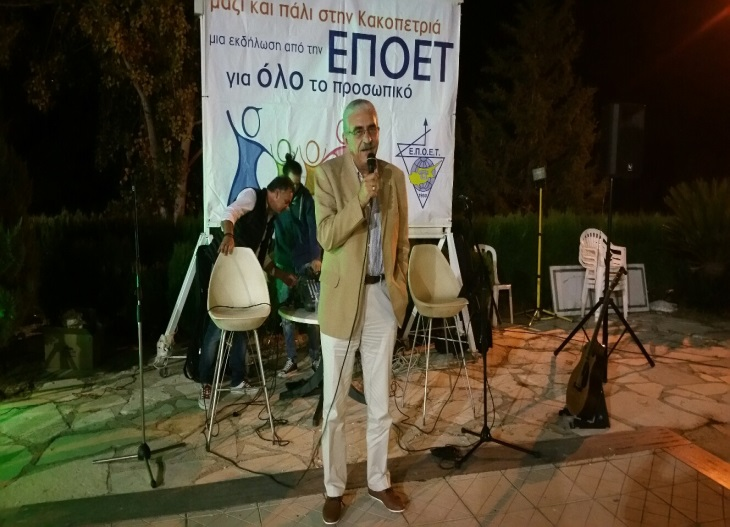 μαζί και πάλι στην Κακοπετριά
μια εκδήλωση από την ΕΠΟΕΤ
για όλο το προσωπικό
Ε.Π.Ο.Ε.Τ.